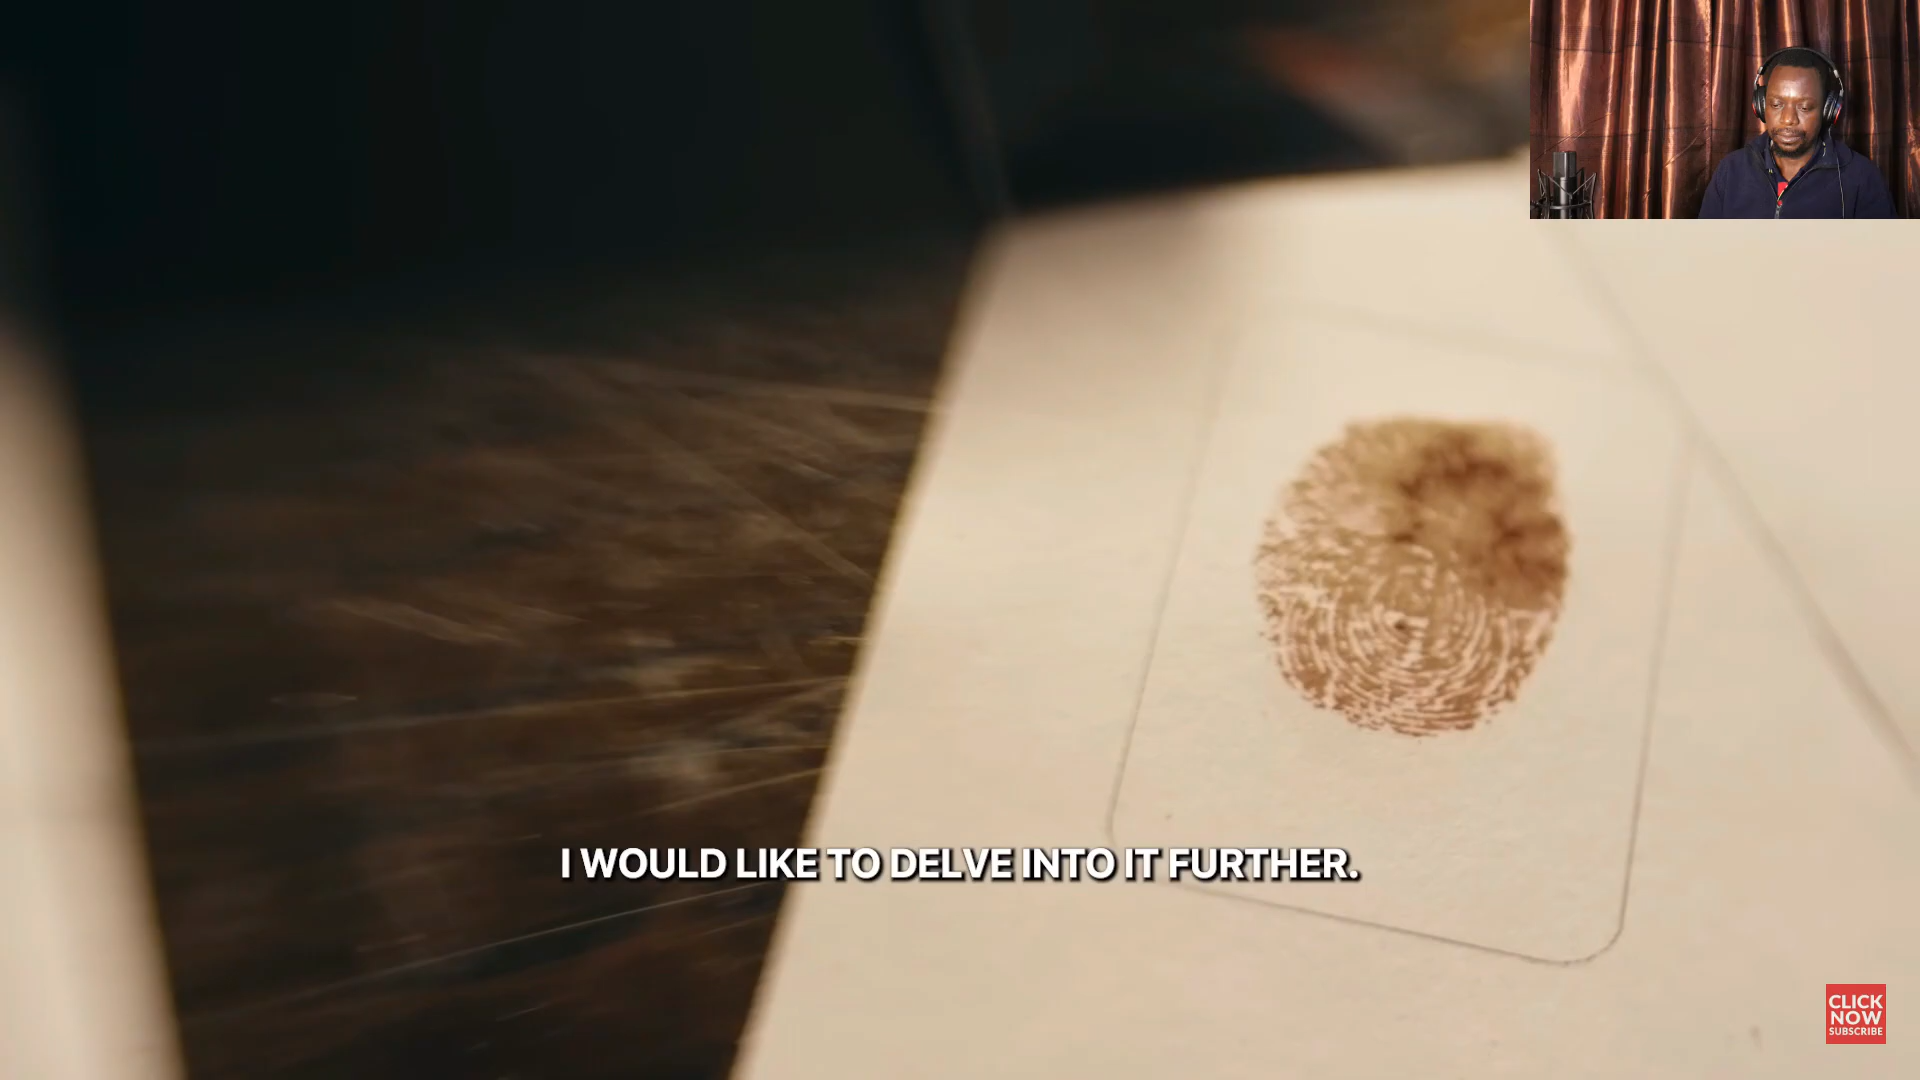 I WOULD LIKE TO DELVE INTO IT FURTHER.
CLICK
NOW
SUBSCRIBE